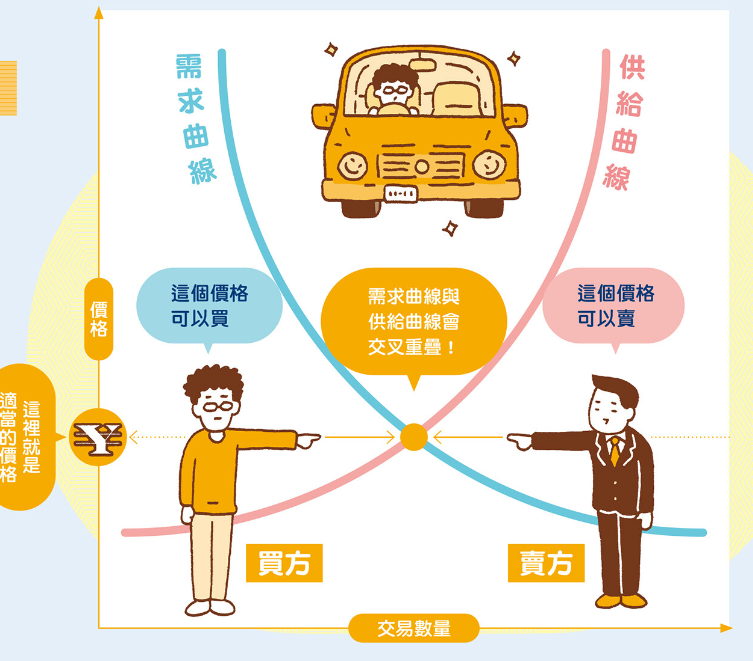 需求曲線
供給曲線
這個價格
可以買
需求曲線與
供給曲線會
交叉重疊！
這個價格
可以賣
價格
這裡就是
適當的價格
¥
買方
賣方
交易數量